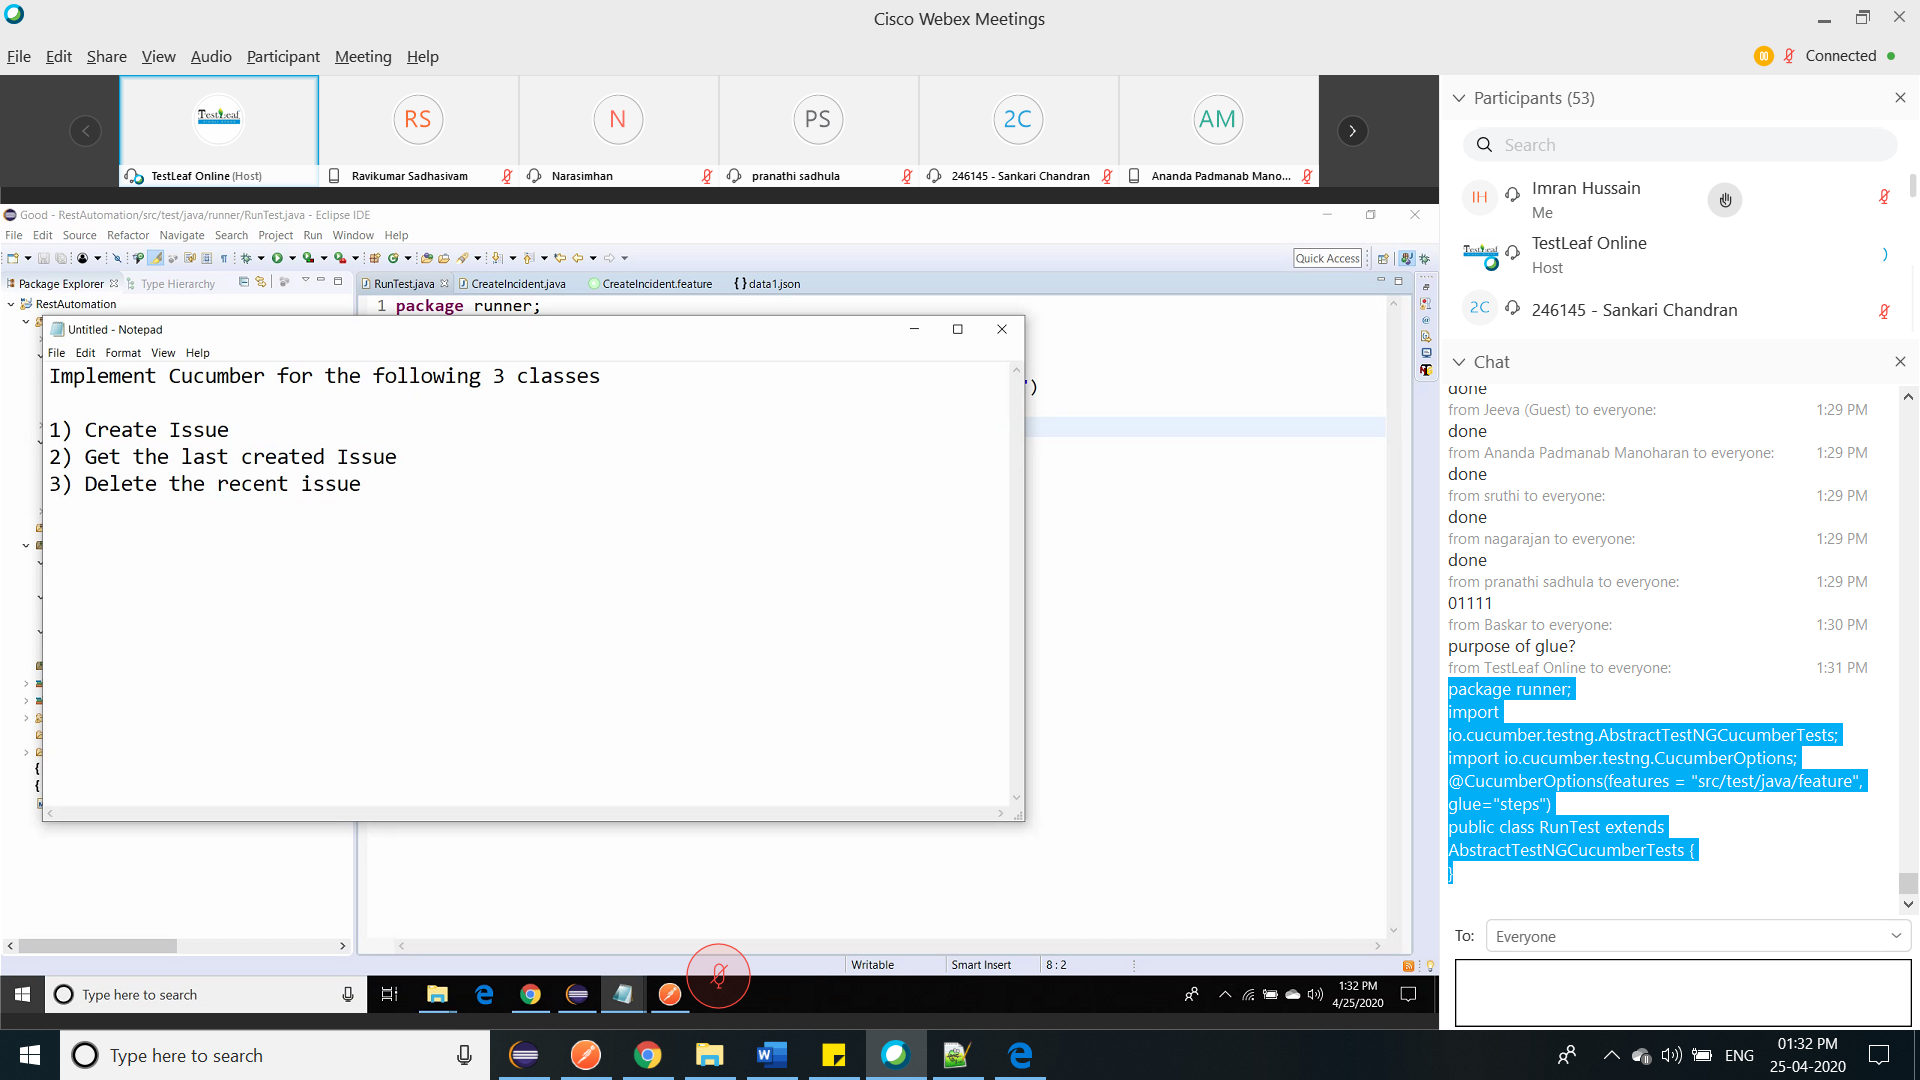 Cisco Webex Meetings
File Edit Share View Audio Participant Meeting Help
Connected
TestLeaf
TestLeaf Online (Host)
RS
Ravikumar Sadhasivam
N
Narasimhan
PS
pranathi sadhula
2C
246145 - Sankari Chandran
AM
Ananda Padmanab Mano...
Good - RestAutomation/src/test/java/runner/RunTest.java - Eclipse IDE
File Edit Source Refactor Navigate Search Project Run Window Help
Quick Access
Package Explorer Type Hierarchy
RestAutomation
RunTest.java CreateIncident.java CreateIncident.feature data1.json
1 package runner;
Untitled - Notepad
File Edit Format View Help
Implement Cucumber for the following 3 classes
1) Create Issue
2) Get the last created Issue
3) Delete the recent issue
Writable Smart Insert 8 : 2
Type here to search
1:32 PM
4/25/2020
Participants (53)
Search
IH
Imran Hussain
Me
TestLeaf Online
Host
2C
246145 - Sankari Chandran
Chat
done
from Jeeva (Guest) to everyone: 1:29 PM
done
from Ananda Padmanab Manoharan to everyone: 1:29 PM
done
from sruthi to everyone: 1:29 PM
done
from nagarajan to everyone: 1:29 PM
done
from pranathi sadhula to everyone: 1:29 PM
01111
from Baskar to everyone: 1:30 PM
purpose of glue?
from TestLeaf Online to everyone: 1:31 PM
package runner;
import
io.cucumber.testng.AbstractTestNGCucumberTests;
import io.cucumber.testng.CucumberOptions;
@CucumberOptions(features = "src/test/java/feature",
glue="steps")
public class RunTest extends
AbstractTestNGCucumberTests {
}
To: Everyone
Type here to search
ENG
01:32 PM
25-04-2020